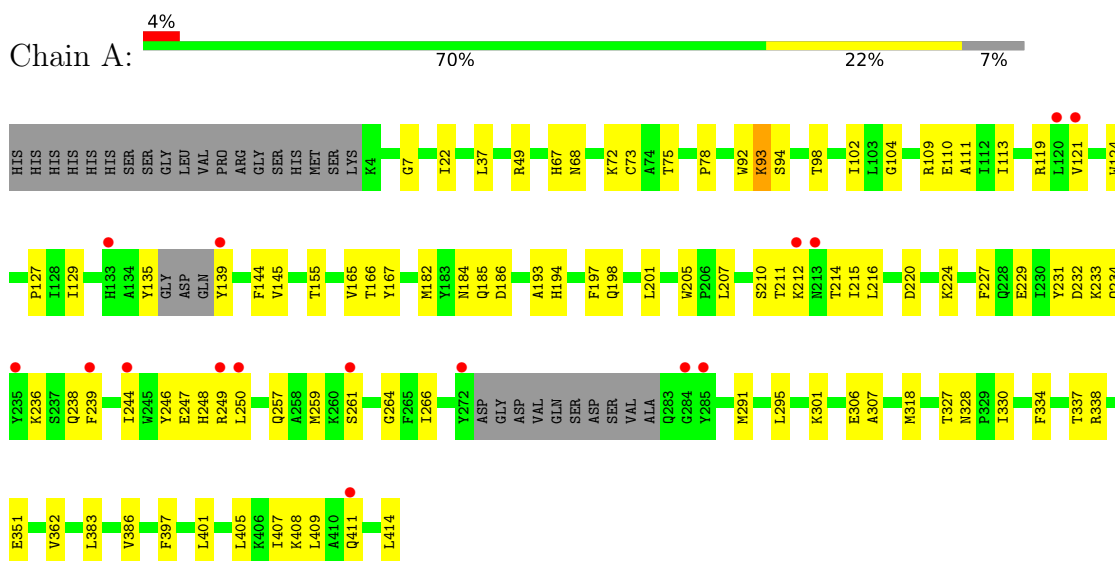 4%
Chain A:
70% 22% 7%
HIS HIS HIS HIS HIS HIS SER SER GLY LEU VAL PRO ARG GLY SER HIS MET SER LYS K4 G7 I22 L37 R49 H67 N68 K72 C73 A74 T75 P78 W92 K93 S94 T98 I102 L103 G104 R109 E110 A111 I112 I113 R119 L120 V121
P127 I128 I129 H133 A134 Y135 GLY ASP GLN Y139 F144 V145 T155 V165 T166 Y167 M182 Y183 N184 Q185 D186 A193 H194 F197 Q198 L201 W205 P206 L207 S210 T211 K212 N213 T214 I215 L216 D220 K224 F227 Q228 E229 I230 Y231 D232 K233
Y235 K236 S237 Q238 F239 I244 W245 Y246 E247 H248 R249 L250 Q257 A258 M259 K260 S261 G264 F265 I266 Y272 ASP GLY ASP VAL GLN SER ASP SER VAL ALA Q283 G284 Y285 M291 L295 K301 E306 A307 M318 T327 N328 P329 I330 F334 T337 R338
E351 V362 L383 V386 F397 L401 L405 K406 I407 K408 L409 A410 Q411 L414